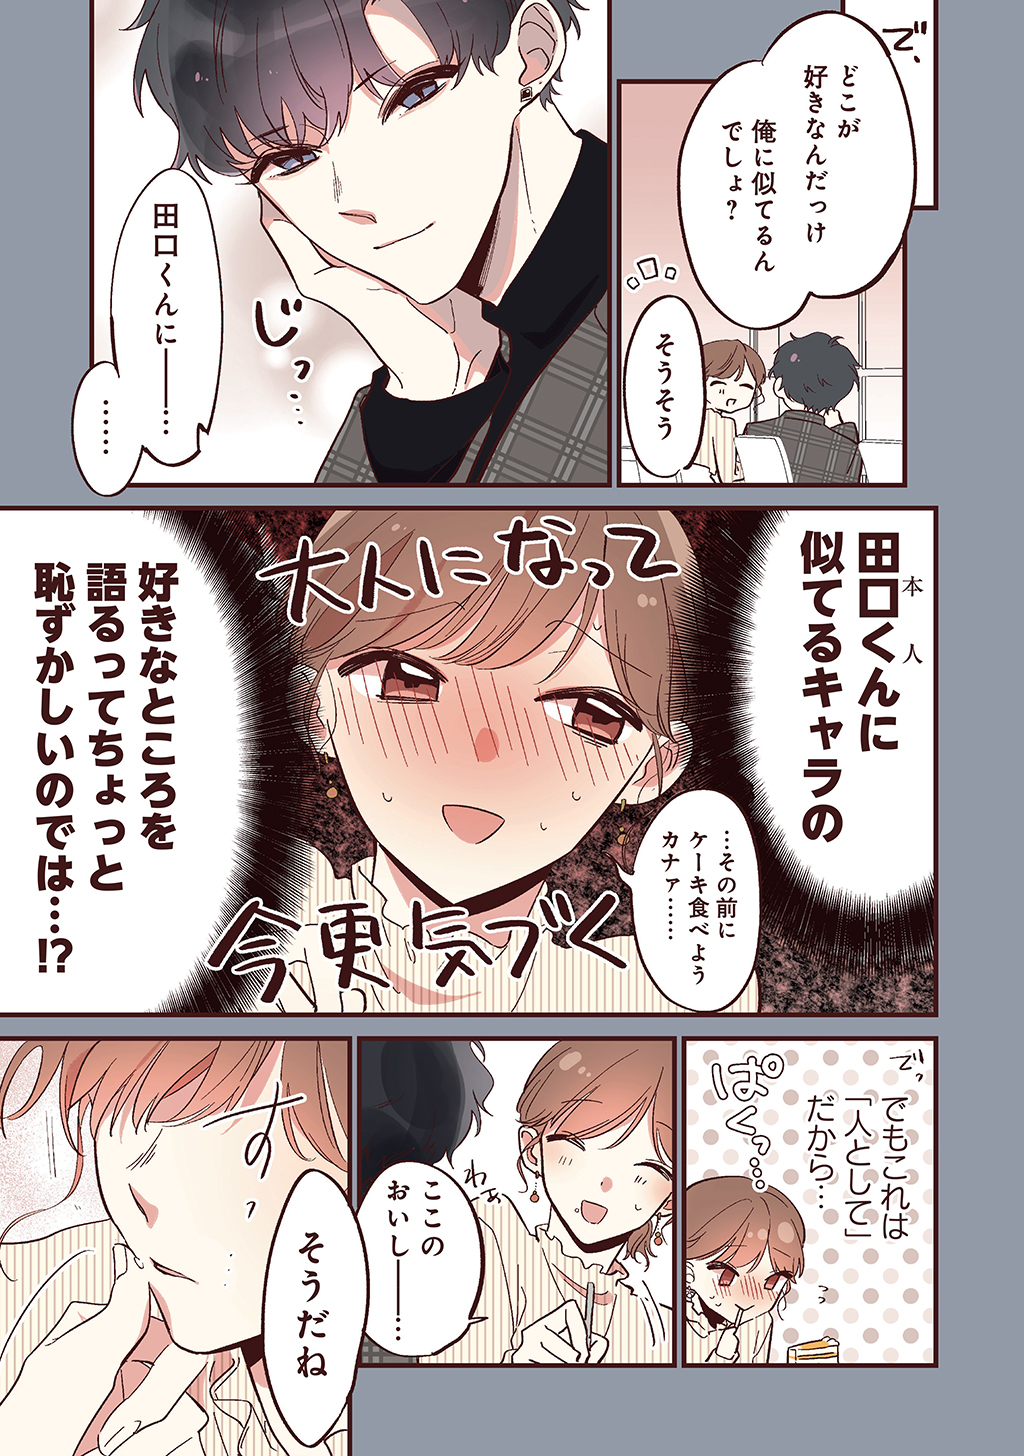 で、
どこが
好きなんだっけ
俺に似てるん
でしょ?
そうそう
田口くんに――…
じっ…
………
田口くんに
本人
似てるキャラの
大人になって
好きなところを
語るってちょっと
恥ずかしいのでは…⁉
…その前に
ケーキ食べよう
カナァ……
今更気づく
でっ
でもこれは
「人として」
だから…
ぱくっ…
わぁ
ここの
おいし――…
す
そうだね